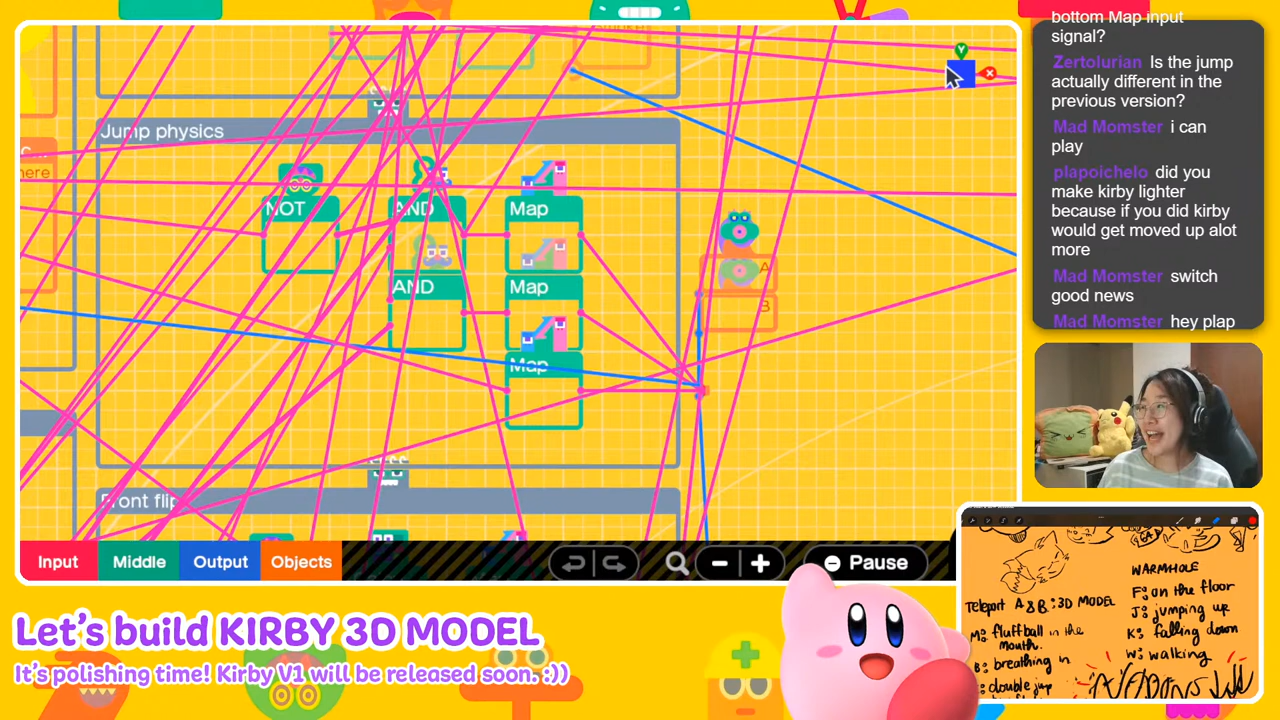 bottom Map input
signal?
Zertolurian Is the jump
actually different in the
previous version?
Mad Momster i can
play
plapoichelo did you
make kirby lighter
because if you did kirby
would get moved up alot
more
Mad Momster switch
good news
Mad Momster hey plap
Y
X
Jump physics
c...
here
NOT
AND
Map
A
AND
Map
B
Map
Front flip
Input
Middle
Output
Objects
Pause
Let's build KIRBY 3D MODEL
It's polishing time! Kirby V1 will be released soon. :))
WARMHOLE
F: on the floor
J: jumping up
K: falling down
W: walking
Teleport A & B: 3D MODEL
M: fluffball in the
mouth.
B: breathing in
double jump